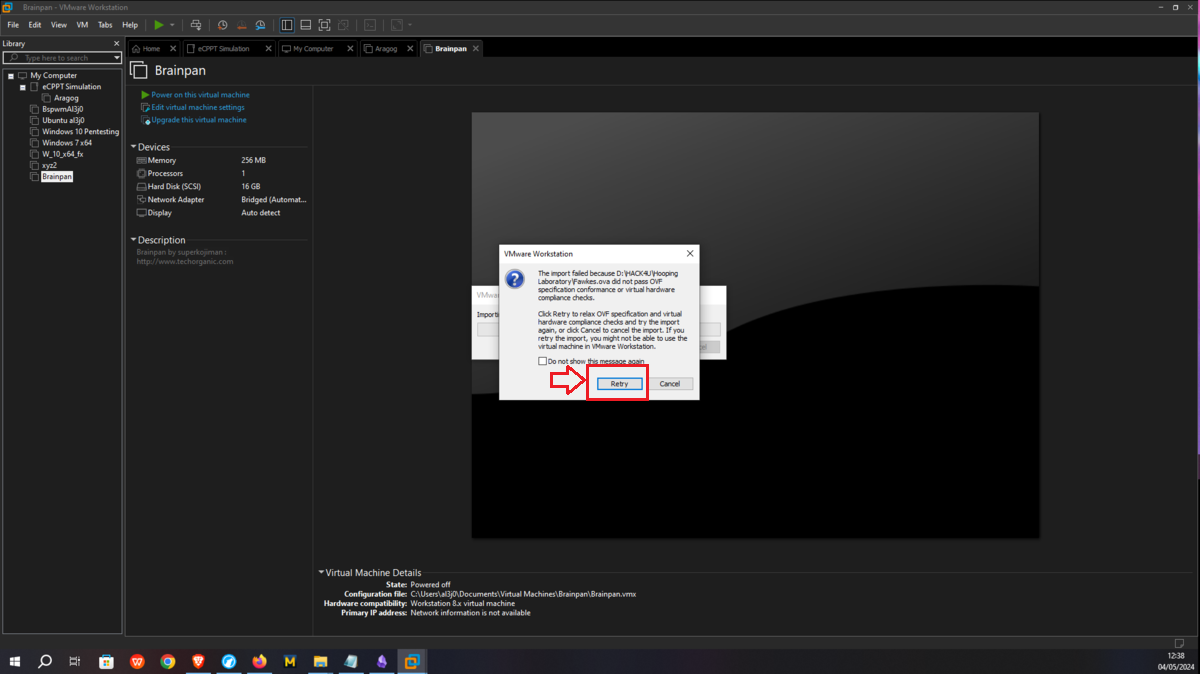 Brainpan - VMware Workstation
File Edit View VM Tabs Help
Library
Type here to search
Home eCPPT Simulation My Computer Aragog Brainpan
My Computer
eCPPT Simulation
Aragog
BspwmAl3j0
Ubuntu al3j0
Windows 10 Pentesting
Windows 7 x64
W_10_x64_fx
xyz2
Brainpan
Brainpan
Power on this virtual machine
Edit virtual machine settings
Upgrade this virtual machine
Devices
Memory 256 MB
Processors 1
Hard Disk (SCSI) 16 GB
Network Adapter Bridged (Automat...
Display Auto detect
Description
Brainpan by superkojiman :
http://www.techorganic.com
VMware Workstation
The import failed because D:\HACK4U\Hooping
Laboratory\Fawkes.ova did not pass OVF
specification conformance or virtual hardware
compliance checks.
Click Retry to relax OVF specification and virtual
hardware compliance checks and try the import
again, or click Cancel to cancel the import. If you
retry the import, you might not be able to use the
virtual machine in VMware Workstation.
Do not show this message again
Retry Cancel
Virtual Machine Details
State: Powered off
Configuration file: C:\Users\al3j0\Documents\Virtual Machines\Brainpan\Brainpan.vmx
Hardware compatibility: Workstation 8.x virtual machine
Primary IP address: Network information is not available
12:38
04/05/2024